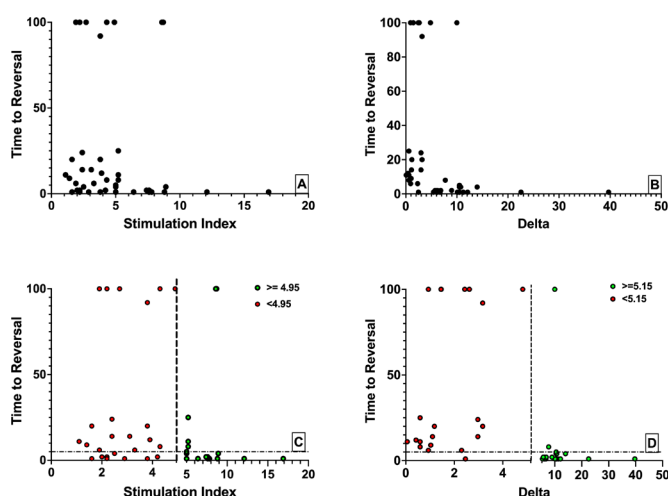 100
50
0
Time to Reversal
0 5 10 15 20
Stimulation Index
A
100
80
60
40
20
0
Time to Reversal
0 10 20 30 40 50
Delta
B
100
50
0
Time to Reversal
0 2 4 5 10 15 20
Stimulation Index
>= 4.95
<4.95
C
100
50
0
Time to Reversal
0 2 4 10 20 30 40 50
Delta
>=5.15
<5.15
D